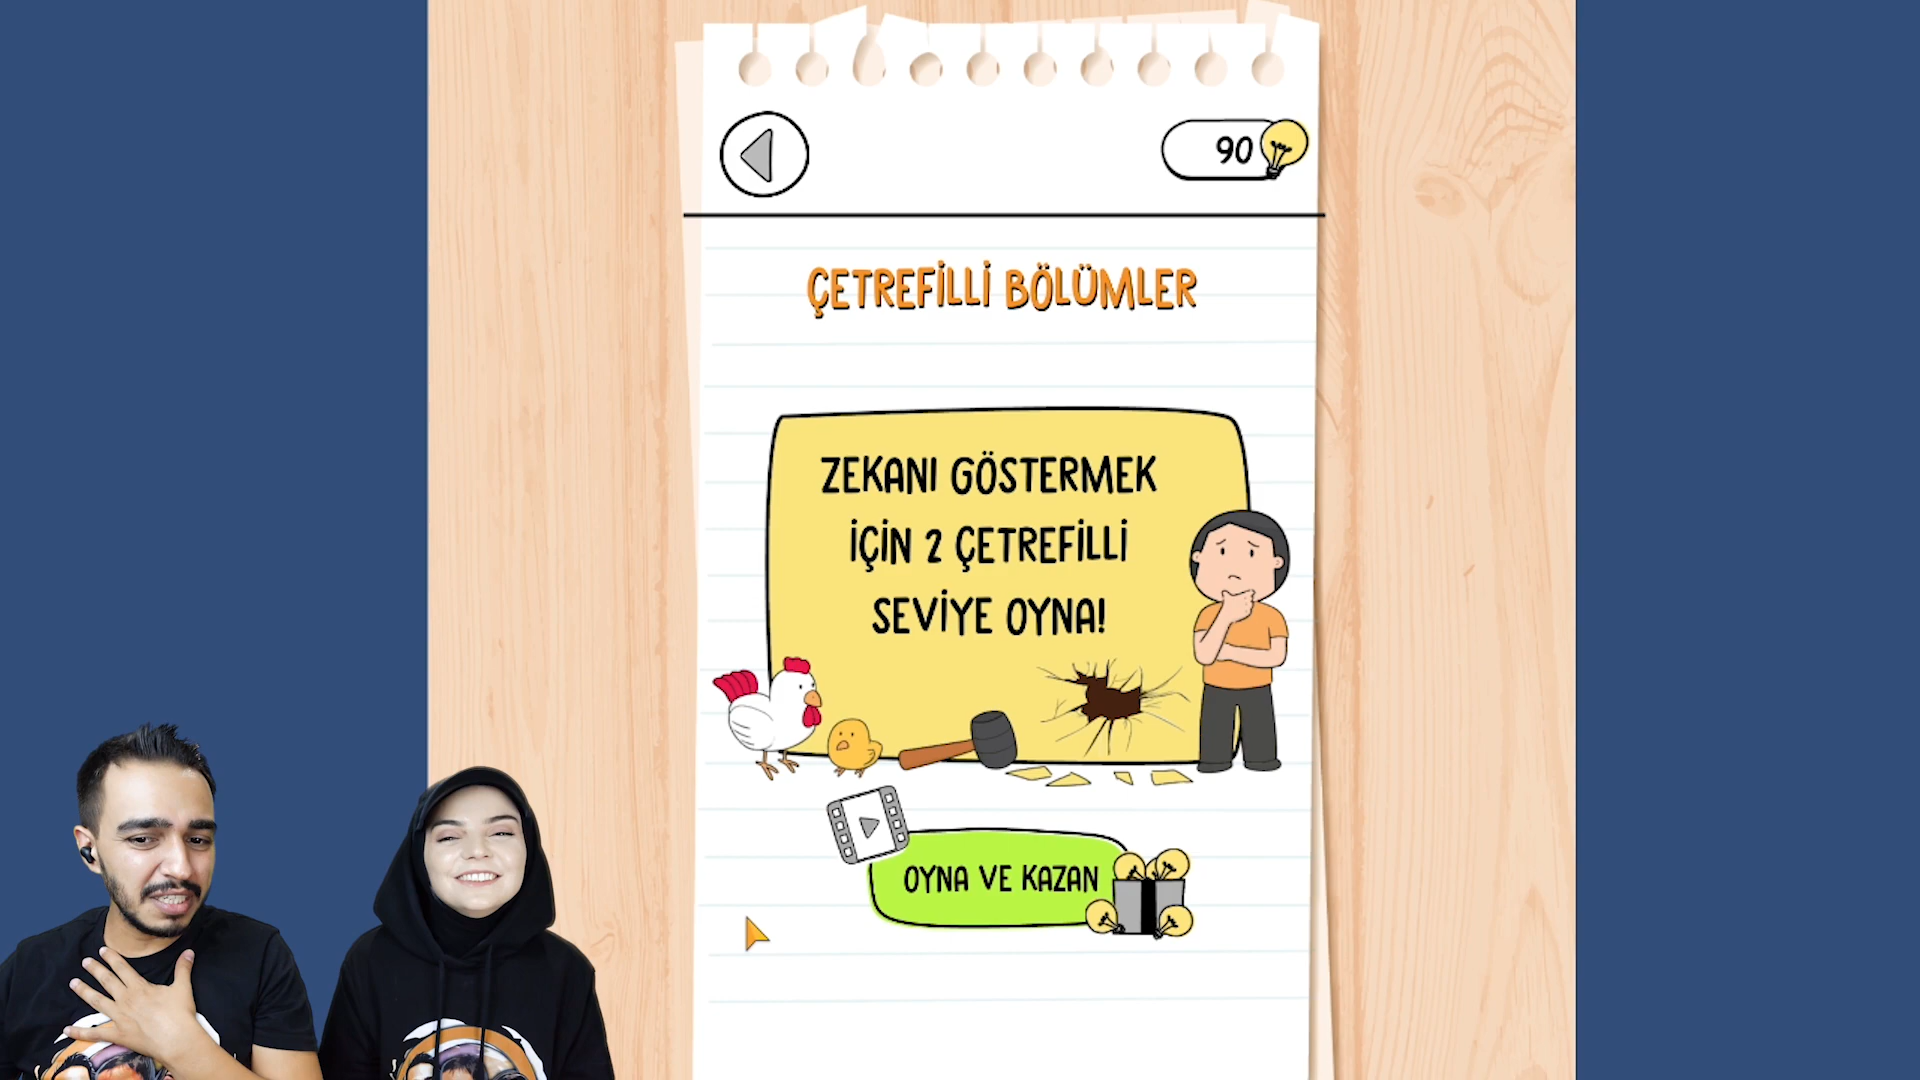 90
ÇETREFİLLİ BÖLÜMLER
ZEKANI GÖSTERMEK
İÇİN 2 ÇETREFİLLİ
SEVİYE OYNA!
OYNA VE KAZAN